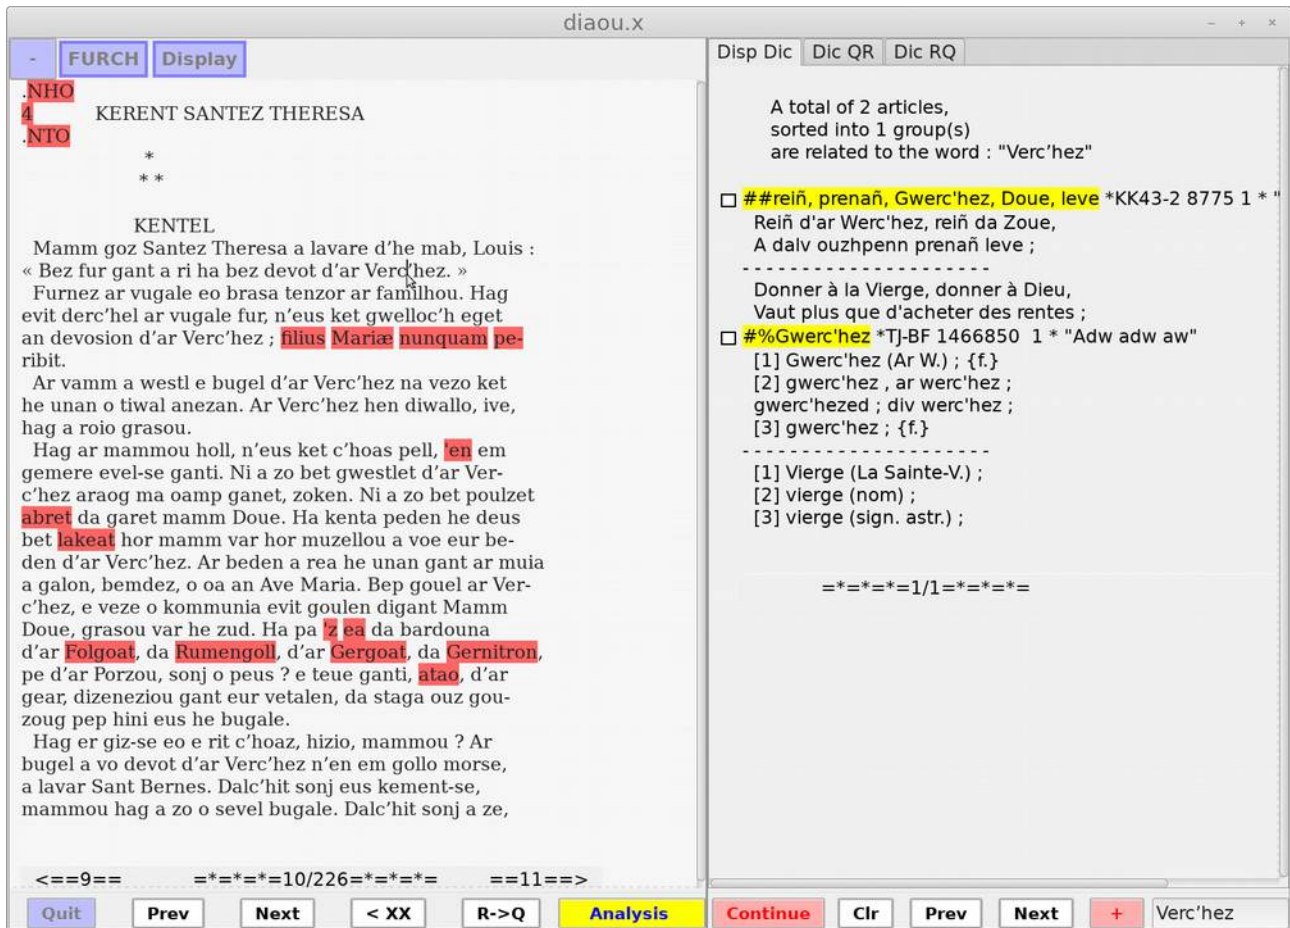 diaou.x
-
FURCH
Display
.NHO
4 KERENT SANTEZ THERESA
.NTO
*
* *
KENTEL
Mamm goz Santez Theresa a lavare d’he mab, Louis :
« Bez fur gant a ri ha bez devot d’ar Verc’hez. »
Furnez ar vugale eo brasa tenzor ar familhou. Hag
evit derc’hel ar vugale fur, n’eus ket gwelloc’h eget
an devosion d’ar Verc’hez ; filius Mariæ nunquam pe-
ribit.
Ar vamm a westl e bugel d’ar Verc’hez na vezo ket
he unan o tiwal anezan. Ar Verc’hez hen diwallo, ive,
hag a roio grasou.
Hag ar mammou holl, n’eus ket c’hoas pell, 'en em
gemere evel-se ganti. Ni a zo bet gwestlet d’ar Ver-
c’hez araog ma oamp ganet, zoken. Ni a zo bet poulzet
abret da garet mamm Doue. Ha kenta peden he deus
bet lakeat hor mamm var hor muzellou a voe eur be-
den d’ar Verc’hez. Ar beden a rea he unan gant ar muia
a galon, bemdez, o oa an Ave Maria. Bep gouel ar Ver-
c’hez, e veze o kommunia evit goulen digant Mamm
Doue, grasou var he zud. Ha pa 'z ea da bardouna
d’ar Folgoat, da Rumengoll, d’ar Gergoat, da Gernitron,
pe d’ar Porzou, sonj o peus ? e teue ganti, atao, d’ar
gear, dizeneziou gant eur vetalen, da staga ouz gou-
zoug pep hini eus he bugale.
Hag er giz-se eo e rit c’hoaz, hizio, mammou ? Ar
bugel a vo devot d’ar Verc’hez n’en em gollo morse,
a lavar Sant Bernes. Dalc’hit sonj eus kement-se,
mammou hag a zo o sevel bugale. Dalc’hit sonj a ze,
<==9== =*=*=*=10/226=*=*=*= ==11==>
Quit
Prev
Next
< XX
R->Q
Analysis
Disp Dic
Dic QR
Dic RQ
A total of 2 articles,
sorted into 1 group(s)
are related to the word : "Verc’hez"
##reiñ, prenañ, Gwerc'hez, Doue, leve *KK43-2 8775 1 * "
Reiñ d'ar Werc'hez, reiñ da Zoue,
A dalv ouzhpenn prenañ leve ;
- - - - - - - - - - - - - - - - - - - - -
Donner à la Vierge, donner à Dieu,
Vaut plus que d'acheter des rentes ;
#%Gwerc'hez *TJ-BF 1466850 1 * "Adw adw aw"
[1] Gwerc'hez (Ar W.) ; {f.}
[2] gwerc'hez , ar werc'hez ;
gwerc'hezed ; div werc'hez ;
[3] gwerc'hez ; {f.}
- - - - - - - - - - - - - - - - - - - - -
[1] Vierge (La Sainte-V.) ;
[2] vierge (nom) ;
[3] vierge (sign. astr.) ;
=*=*=*=1/1=*=*=*=
Continue
Clr
Prev
Next
+
Verc’hez